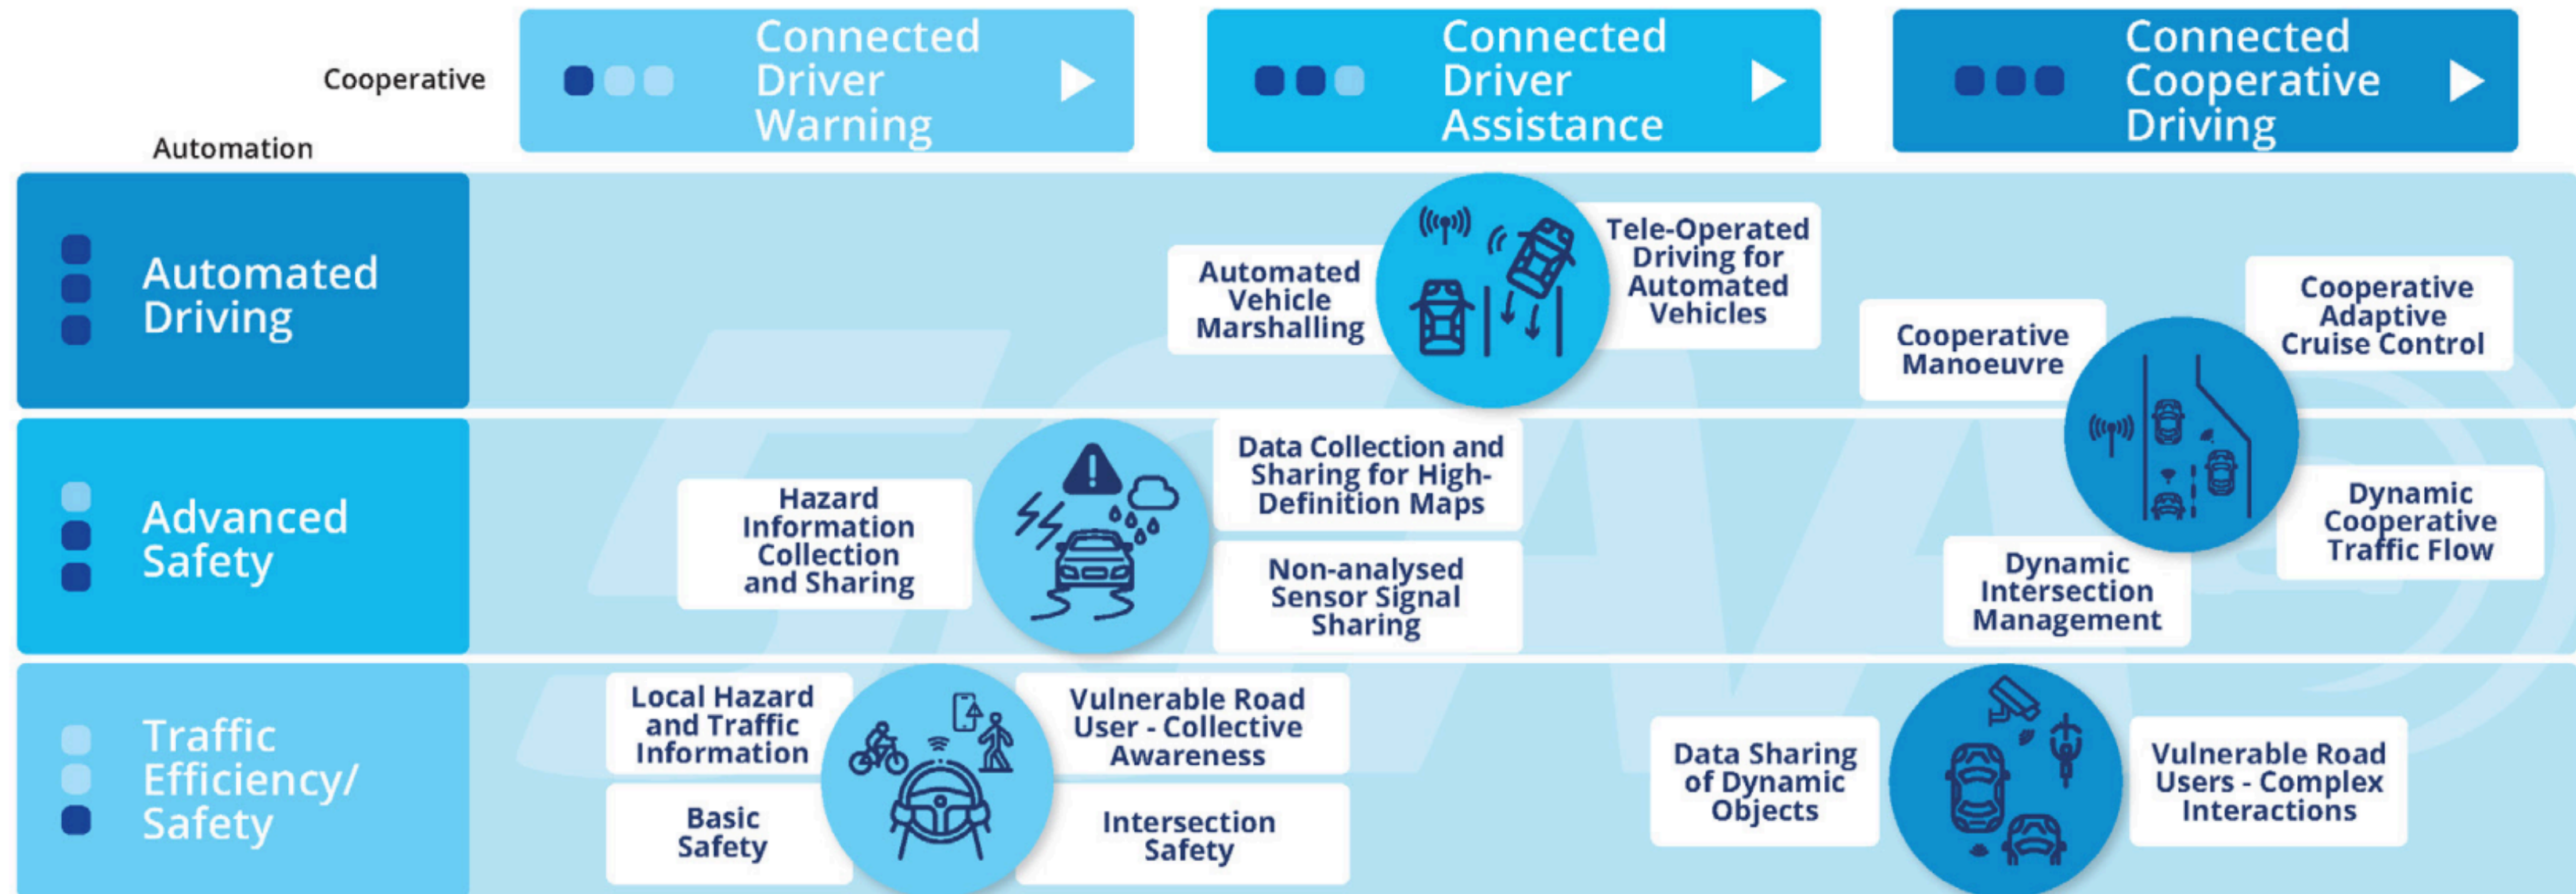 Cooperative
Connected
Driver
Warning
Connected
Driver
Assistance
Connected
Cooperative
Driving
Automation
Automated
Driving
Automated
Vehicle
Marshalling
Tele-Operated
Driving for
Automated
Vehicles
Cooperative
Manoeuvre
Cooperative
Adaptive
Cruise Control
Advanced
Safety
Hazard
Information
Collection
and Sharing
Data Collection and
Sharing for High-
Definition Maps
Non-analysed
Sensor Signal
Sharing
Dynamic
Intersection
Management
Dynamic
Cooperative
Traffic Flow
Traffic
Efficiency/
Safety
Local Hazard
and Traffic
Information
Basic
Safety
Vulnerable Road
User - Collective
Awareness
Intersection
Safety
Data Sharing
of Dynamic
Objects
Vulnerable Road
Users - Complex
Interactions
5GAA